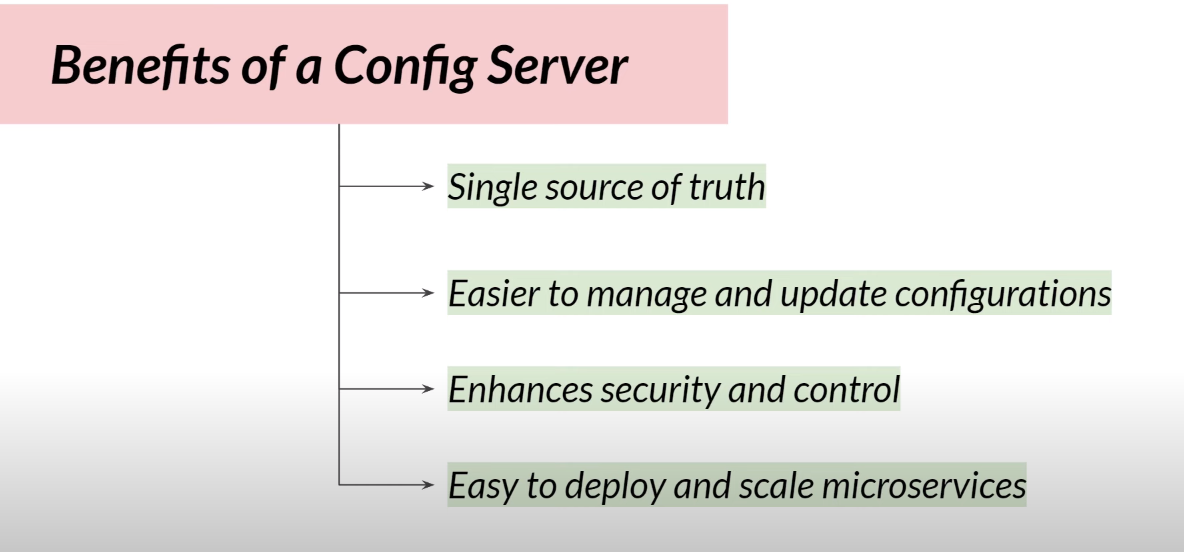 Benefits of a Config Server
Single source of truth
Easier to manage and update configurations
Enhances security and control
Easy to deploy and scale microservices